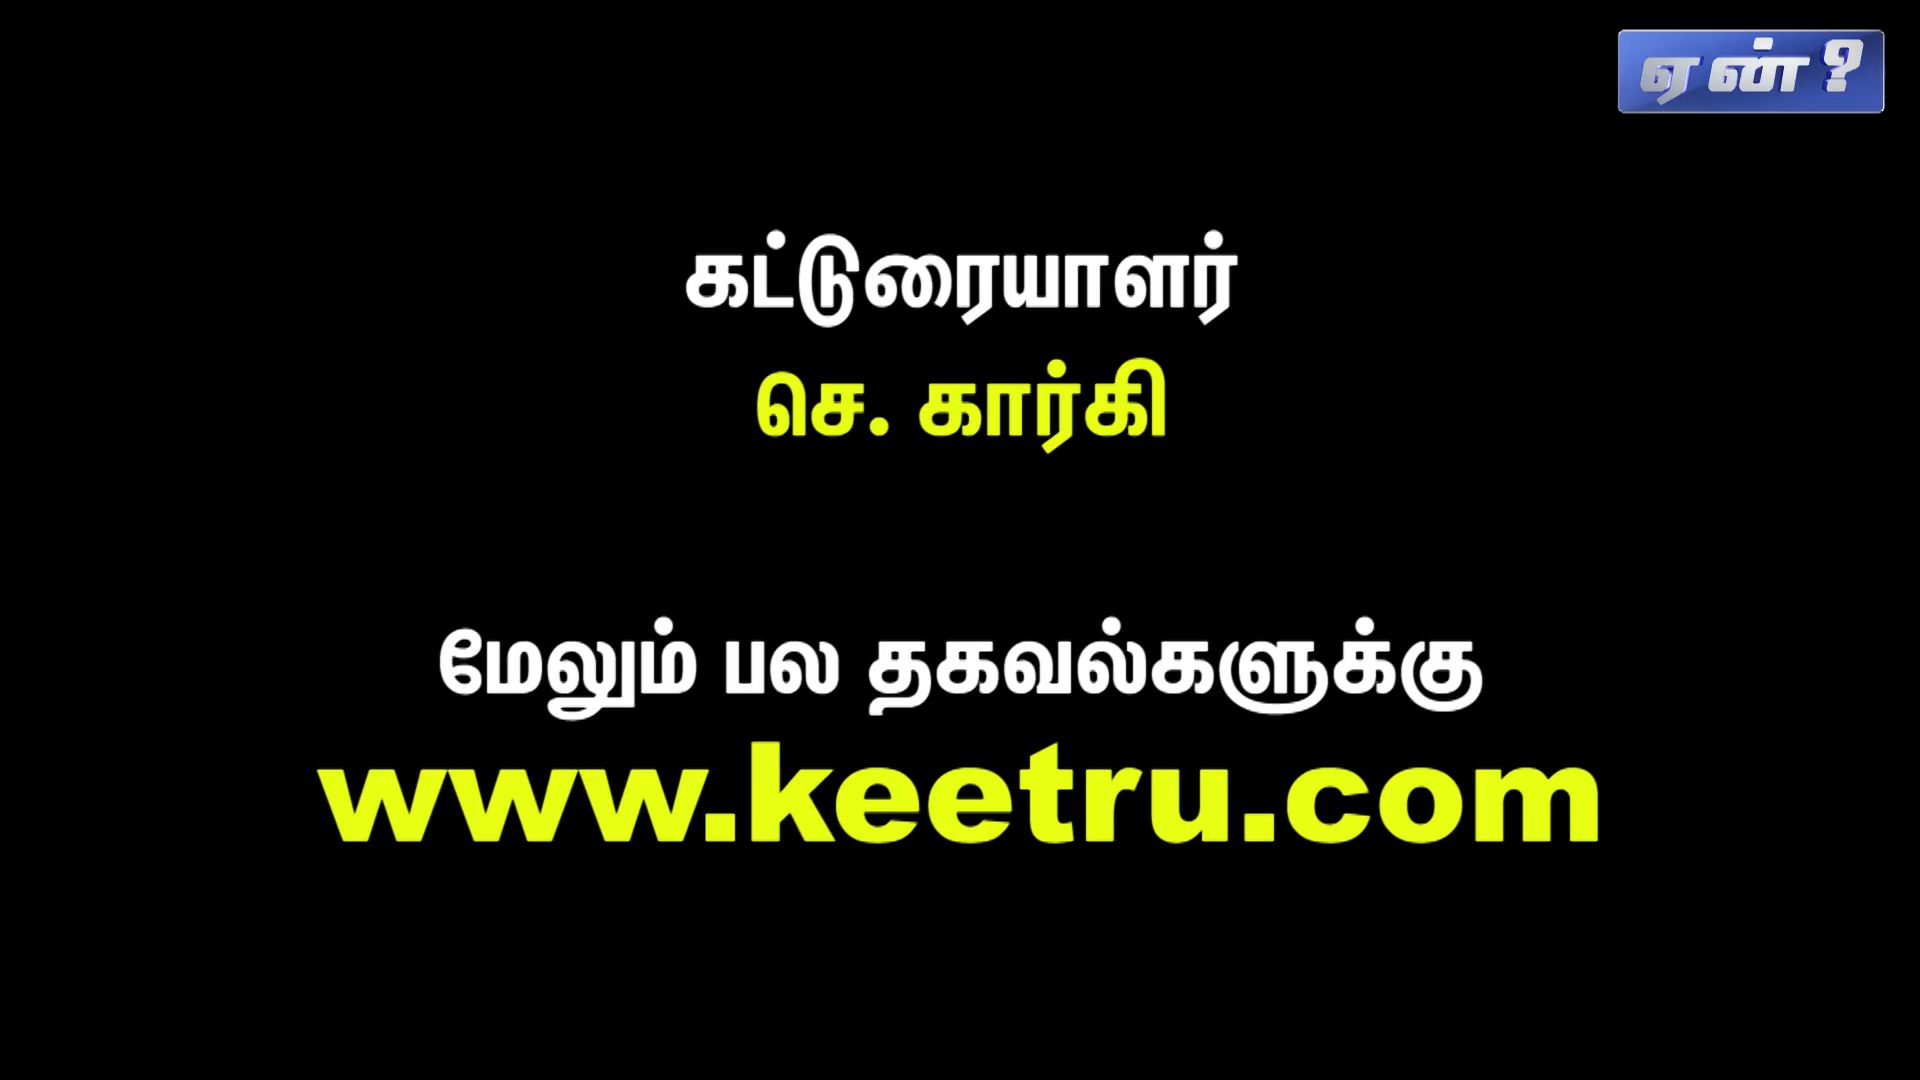 ஏன்?
கட்டுரையாளர்
செ. கார்கி
மேலும் பல தகவல்களுக்கு
www.keetru.com